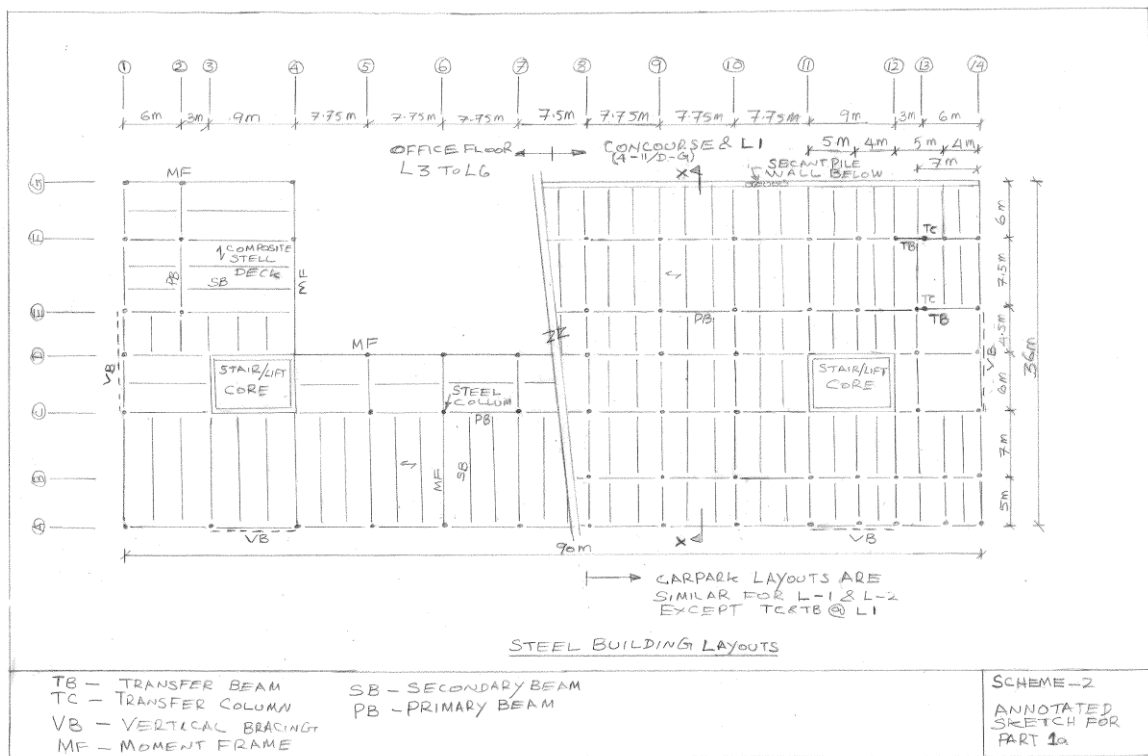 1 2 3 4 5 6 7 8 9 10 11 12 13 14
6m 3m 9m 7.75m 7.75m 7.75m 7.5m 7.75m 7.75m 7.75m 9m 3m 6m
OFFICE FLOOR
L3 TO L6
CONCOURSE & L1
(4-11/D-G)
5m 4m 5m 4m
7m
SECANT PILE
WALL BELOW
X
G
MF
6m
F
TC
TB
COMPOSITE
STELL
DECK
PB
SB
MF
7.5m
TC
TB
E
PB
4.5m
VB
D
MF
VB
STAIR/LIFT
CORE
STEEL
COLLUM
STAIR/LIFT
CORE
6m
36m
C
PB
MF
SB
7m
B
5m
A
X
VB
VB
90m
CARPARK LAYOUTS ARE
SIMILAR FOR L-1 & L-2
EXCEPT TC&TB @ L1
STEEL BUILDING LAYOUTS
TB - TRANSFER BEAM
TC - TRANSFER COLUMN
VB - VERTICAL BRACING
MF - MOMENT FRAME
SB - SECONDARY BEAM
PB - PRIMARY BEAM
SCHEME-2
ANNOTATED
SKETCH FOR
PART 1a